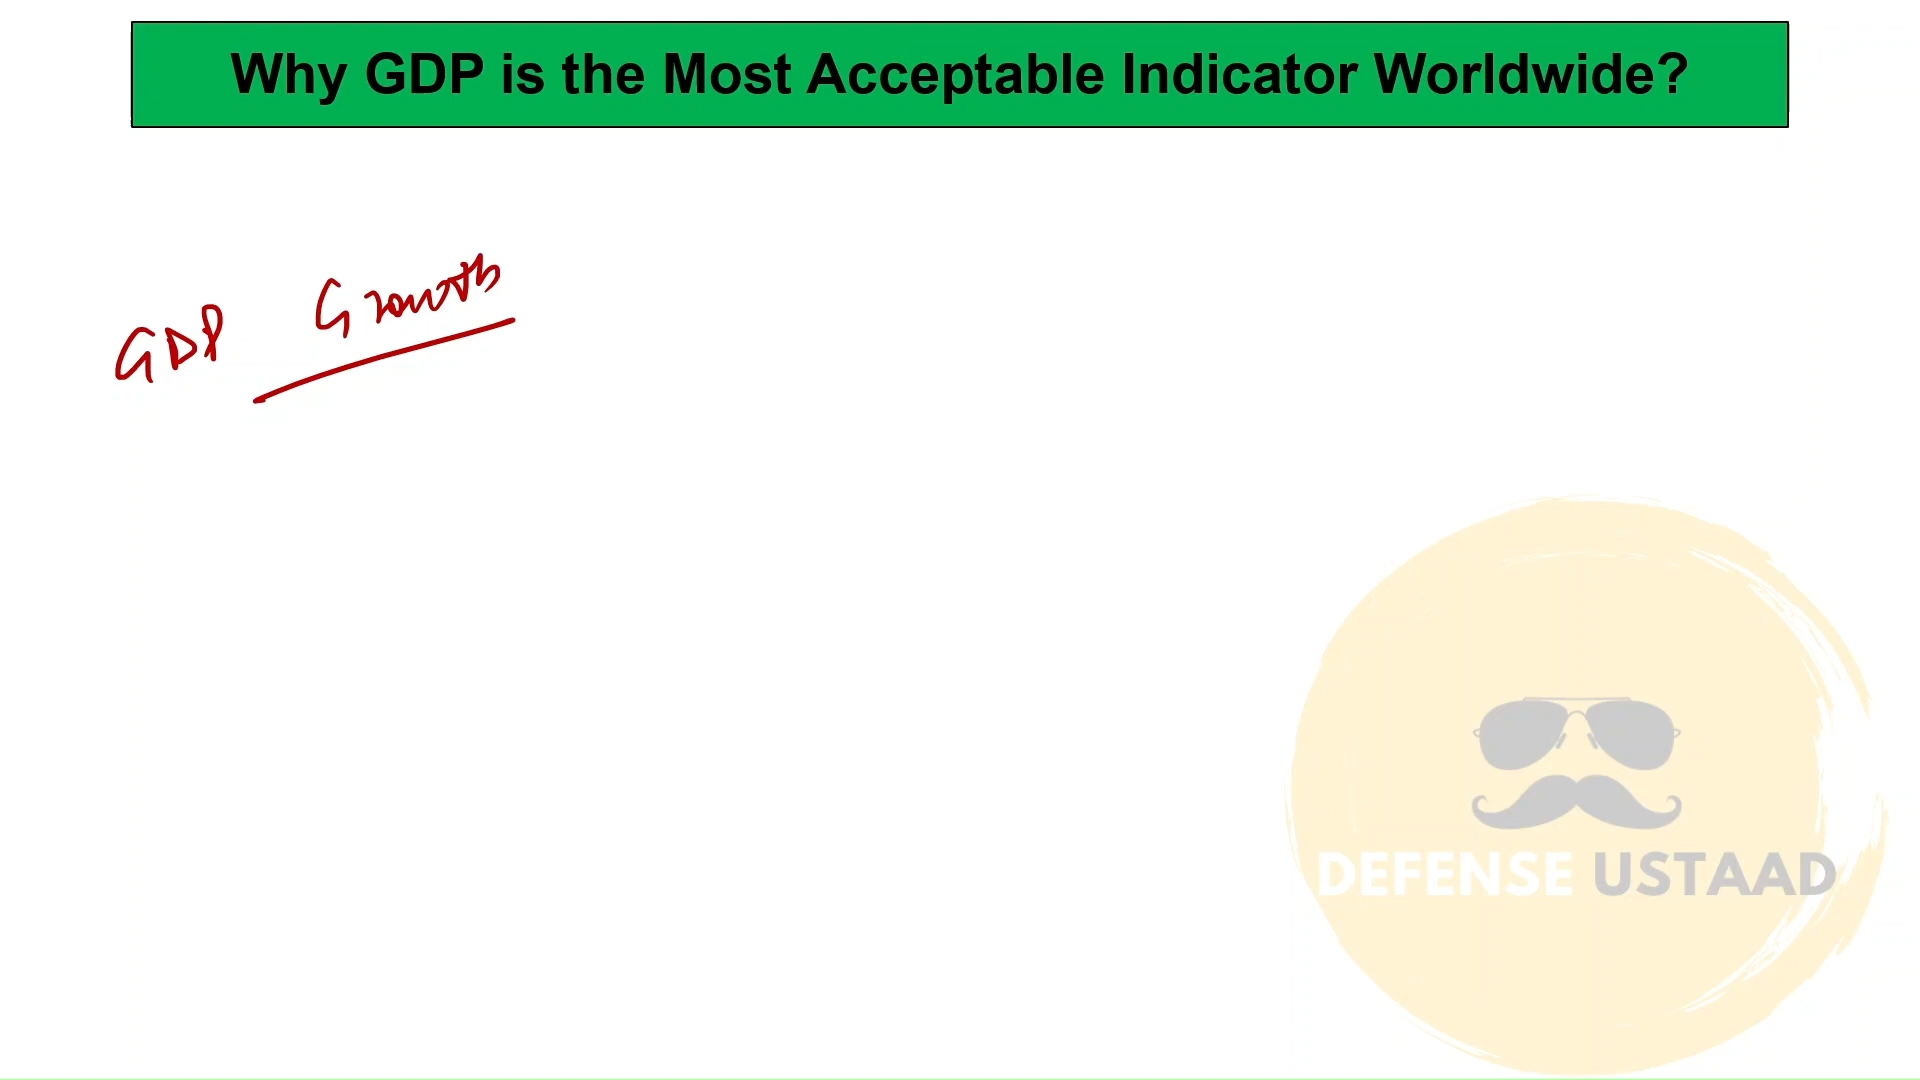 Why GDP is the Most Acceptable Indicator Worldwide?
GDP Growth
DEFENSE USTAAD